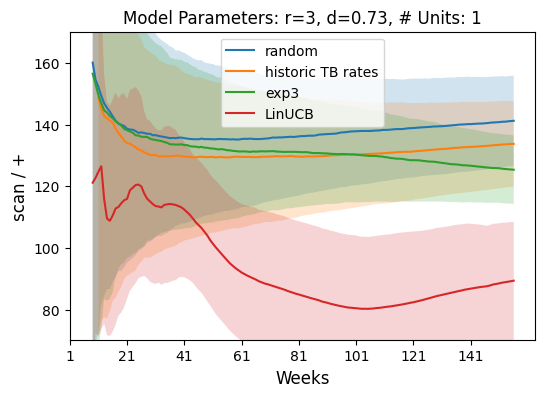 Model Parameters: r=3, d=0.73, # Units: 1
random
historic TB rates
exp3
LinUCB
scan / +
160
140
120
100
80
1 21 41 61 81 101 121 141
Weeks